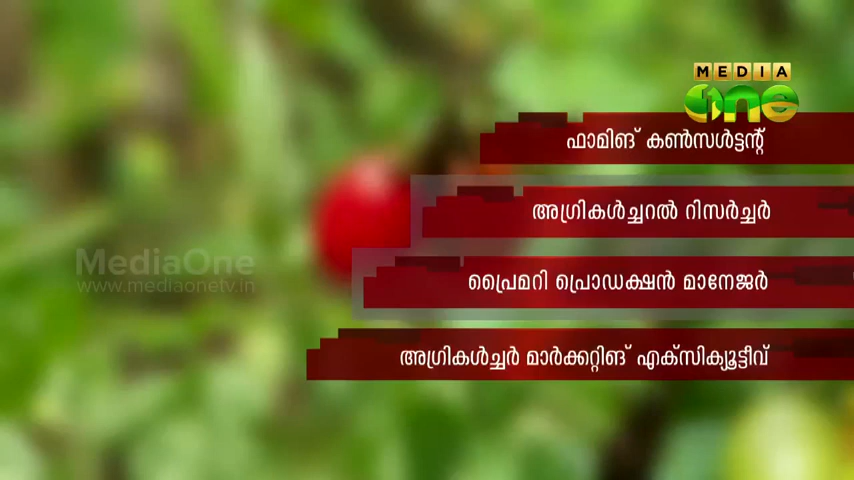 MEDIA
one
ഫാമിങ് കൺസൾട്ടന്റ്
അഗ്രികൾച്ചറൽ റിസർച്ചർ
MediaOne
www.mediaonetv.in
പ്രൈമറി പ്രൊഡക്ഷൻ മാനേജർ
അഗ്രികൾച്ചർ മാർക്കറ്റിങ് എക്സിക്യൂട്ടീവ്